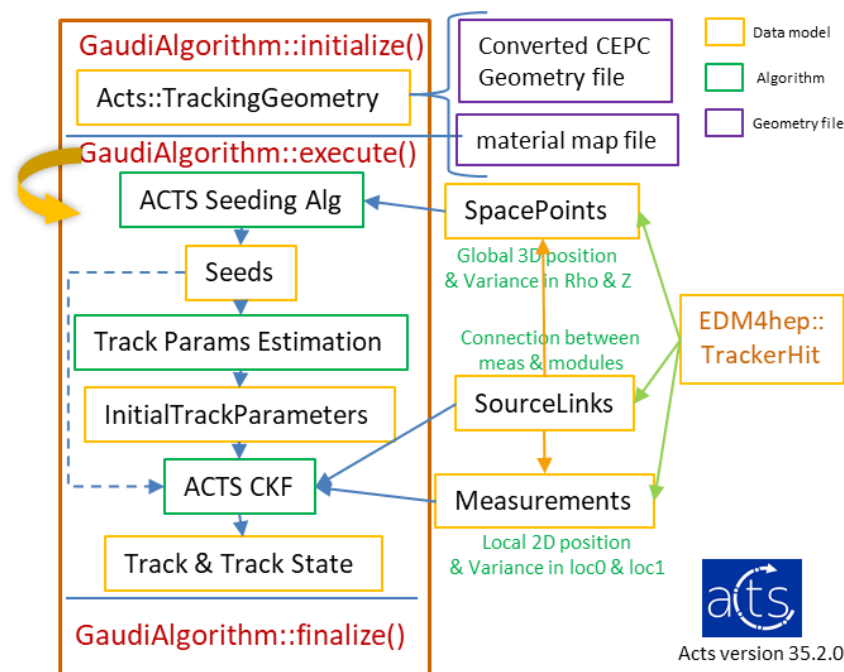 GaudiAlgorithm::initialize()
Acts::TrackingGeometry
Converted CEPC
Geometry file
material map file
Data model
Algorithm
Geometry file
GaudiAlgorithm::execute()
ACTS Seeding Alg
SpacePoints
Global 3D position
& Variance in Rho & Z
Seeds
EDM4hep::
TrackerHit
Track Params Estimation
Connection between
meas & modules
InitialTrackParameters
SourceLinks
ACTS CKF
Measurements
Local 2D position
& Variance in loc0 & loc1
Track & Track State
GaudiAlgorithm::finalize()
acts
Acts version 35.2.0